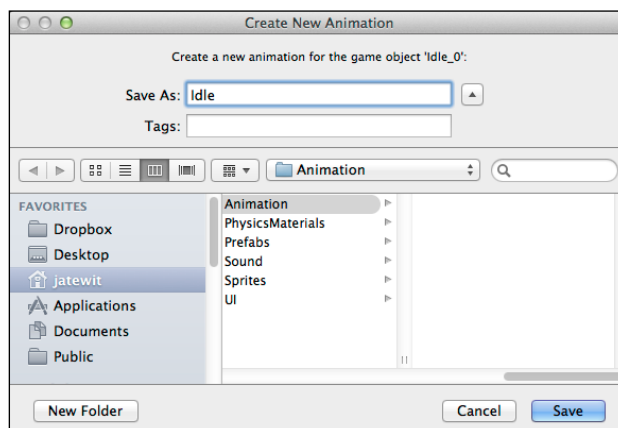 Create New Animation
Create a new animation for the game object 'Idle_0':
Save As: Idle
Tags:
Animation
FAVORITES
Dropbox
Desktop
jatewit
Applications
Documents
Public
Animation
PhysicsMaterials
Prefabs
Sound
Sprites
UI
New Folder
Cancel
Save